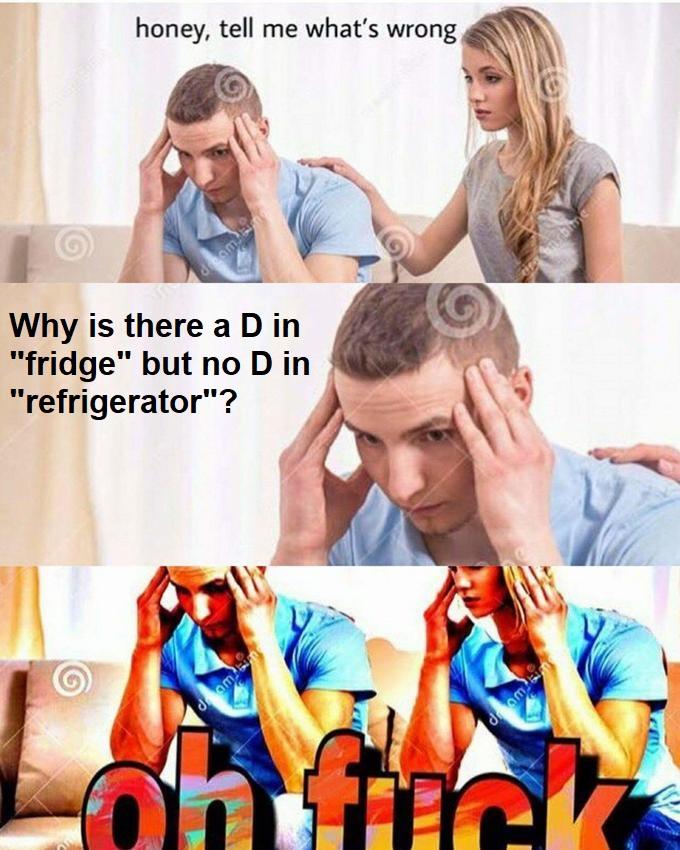 honey, tell me what's wrong
Why is there a D in
"fridge" but no D in
"refrigerator"?
oh fuck